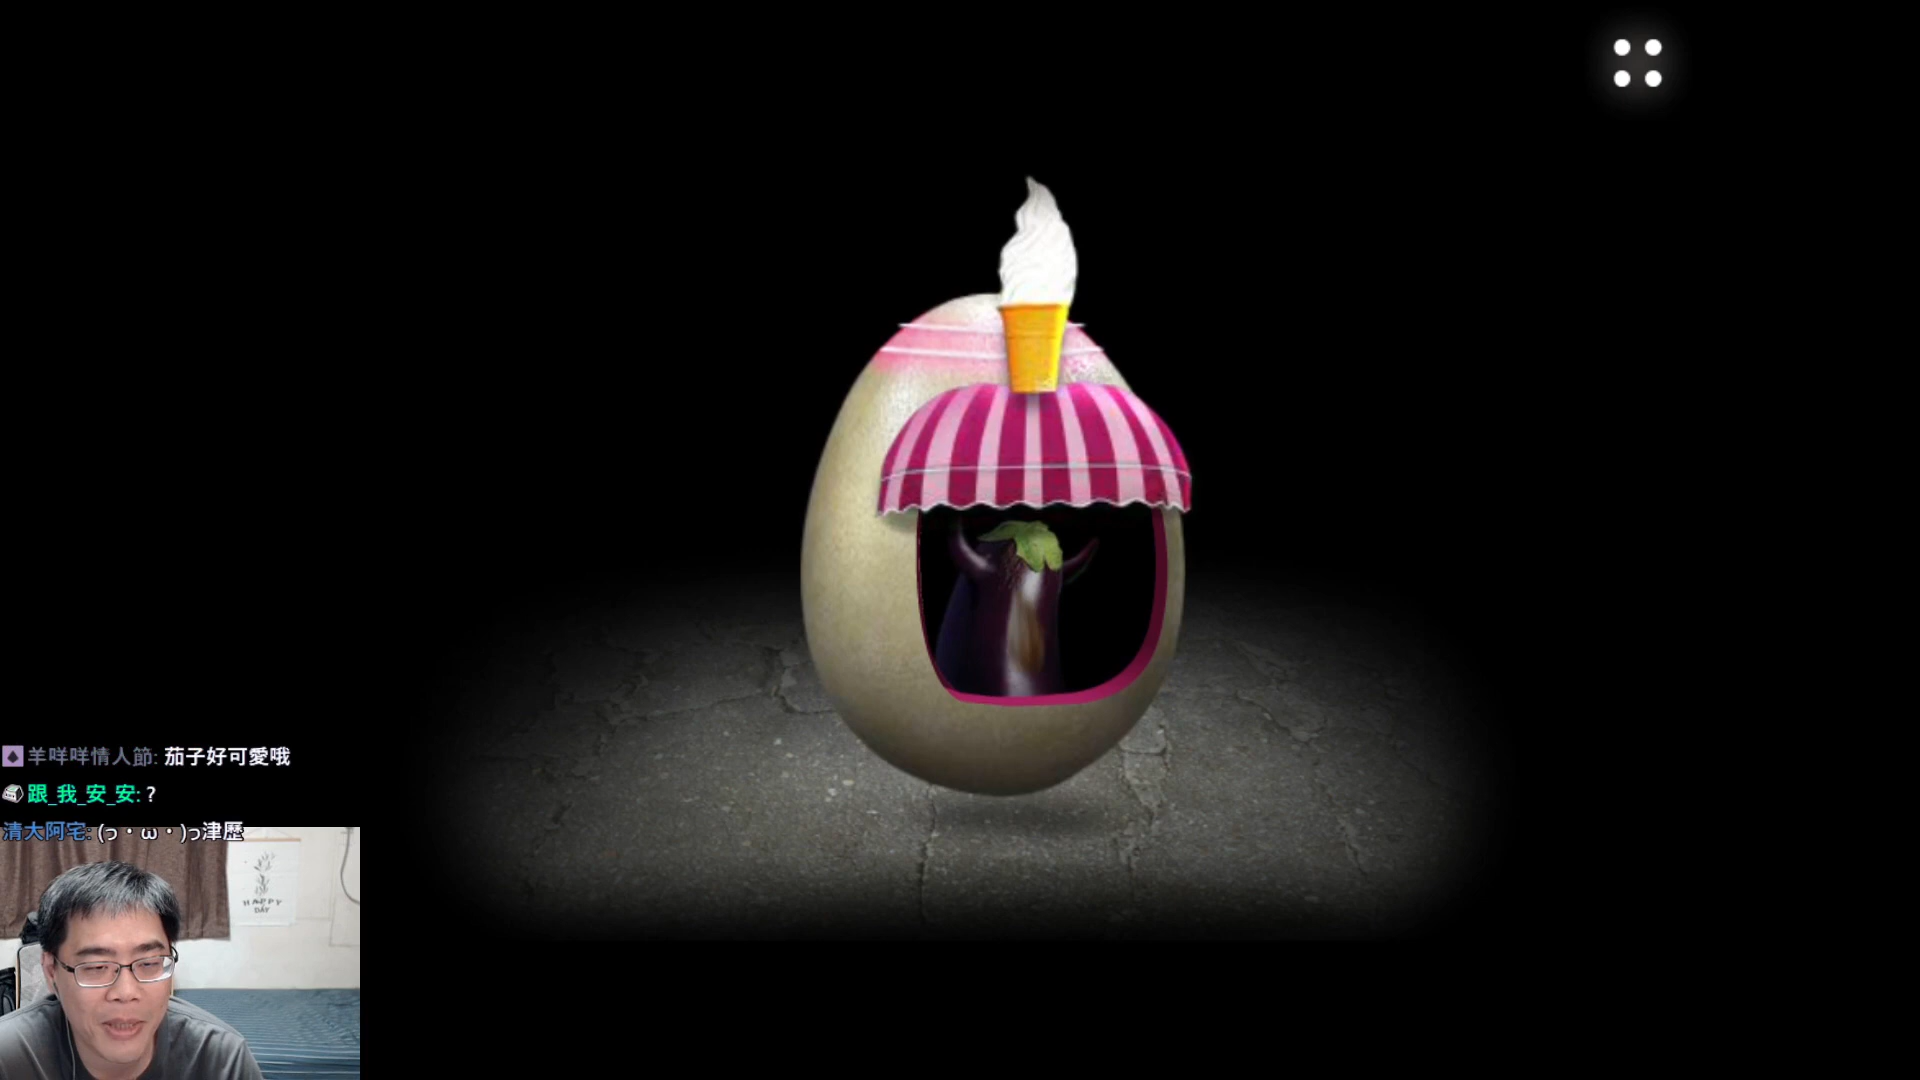 羊咩咩情人節: 茄子好可愛哦
跟_我_安_安: ?
清大阿宅: (っ・ω・)っ津歷
HAPPY
DAY